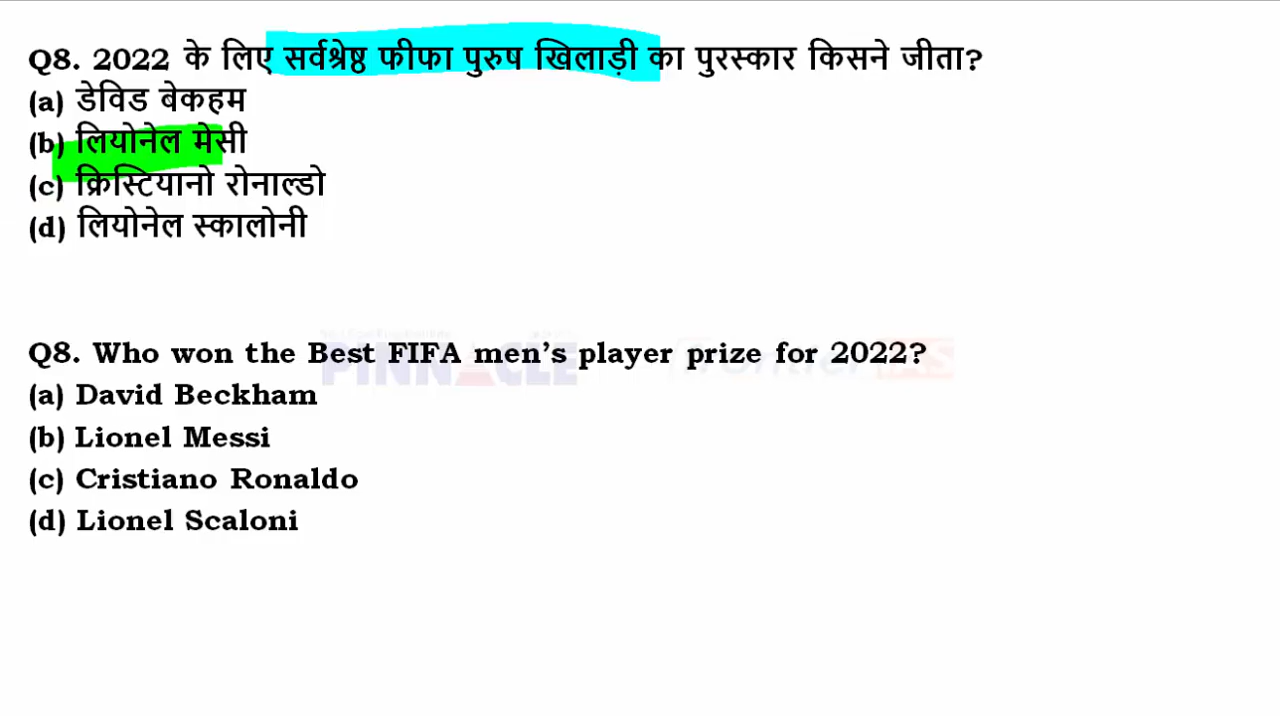 Q8. 2022 के लिए सर्वश्रेष्ठ फीफा पुरुष खिलाड़ी का पुरस्कार किसने जीता?
(a) डेविड बेकहम
(b) लियोनेल मेसी
(c) क्रिस्टियानो रोनाल्डो
(d) लियोनेल स्कालोनी
Q8. Who won the Best FIFA men's player prize for 2022?
PINNACLE
(a) David Beckham
(b) Lionel Messi
(c) Cristiano Ronaldo
(d) Lionel Scaloni